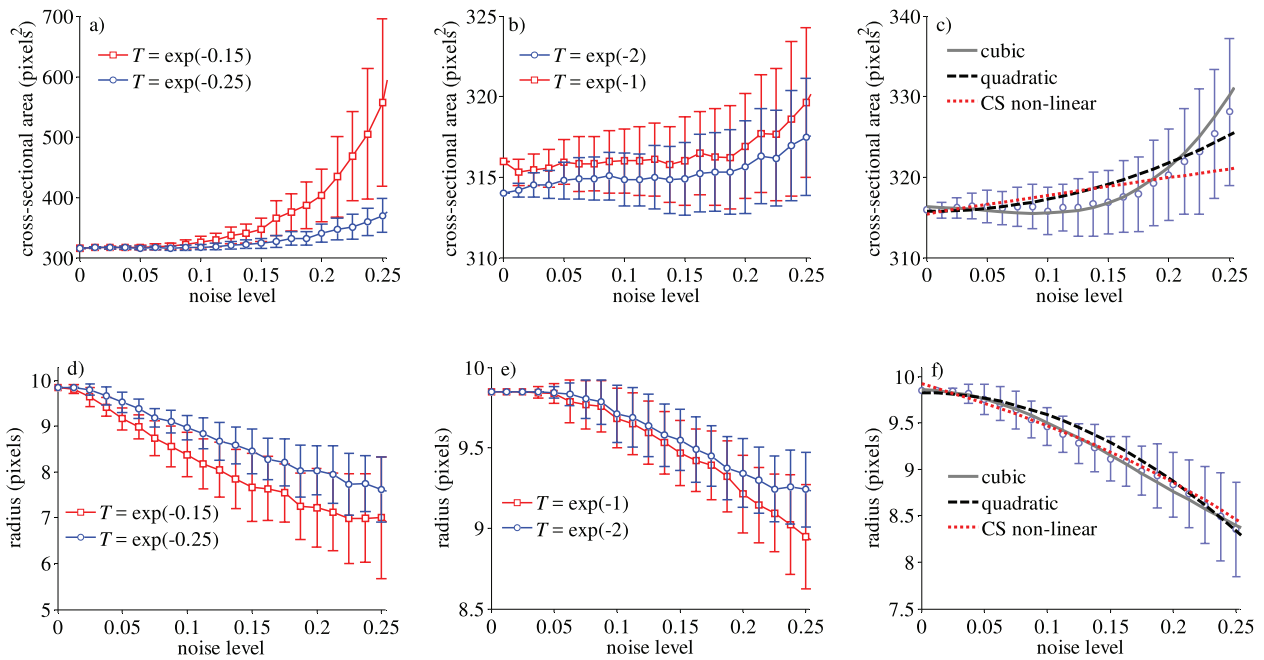 a)
cross-sectional area (pixels²)
700
600
500
400
300
T = exp(-0.15)
T = exp(-0.25)
0 0.05 0.1 0.15 0.2 0.25
noise level
b)
cross-sectional area (pixels²)
325
320
315
310
T = exp(-2)
T = exp(-1)
0 0.05 0.1 0.15 0.2 0.25
noise level
c)
cross-sectional area (pixels²)
340
330
320
310
cubic
quadratic
CS non-linear
0 0.05 0.1 0.15 0.2 0.25
noise level
d)
radius (pixels)
10
9
8
7
6
5
T = exp(-0.15)
T = exp(-0.25)
0 0.05 0.1 0.15 0.2 0.25
noise level
e)
radius (pixels)
10
9.5
9
8.5
T = exp(-1)
T = exp(-2)
0 0.05 0.1 0.15 0.2 0.25
noise level
f)
radius (pixels)
10
9.5
9
8.5
8
7.5
cubic
quadratic
CS non-linear
0 0.05 0.1 0.15 0.2 0.25
noise level